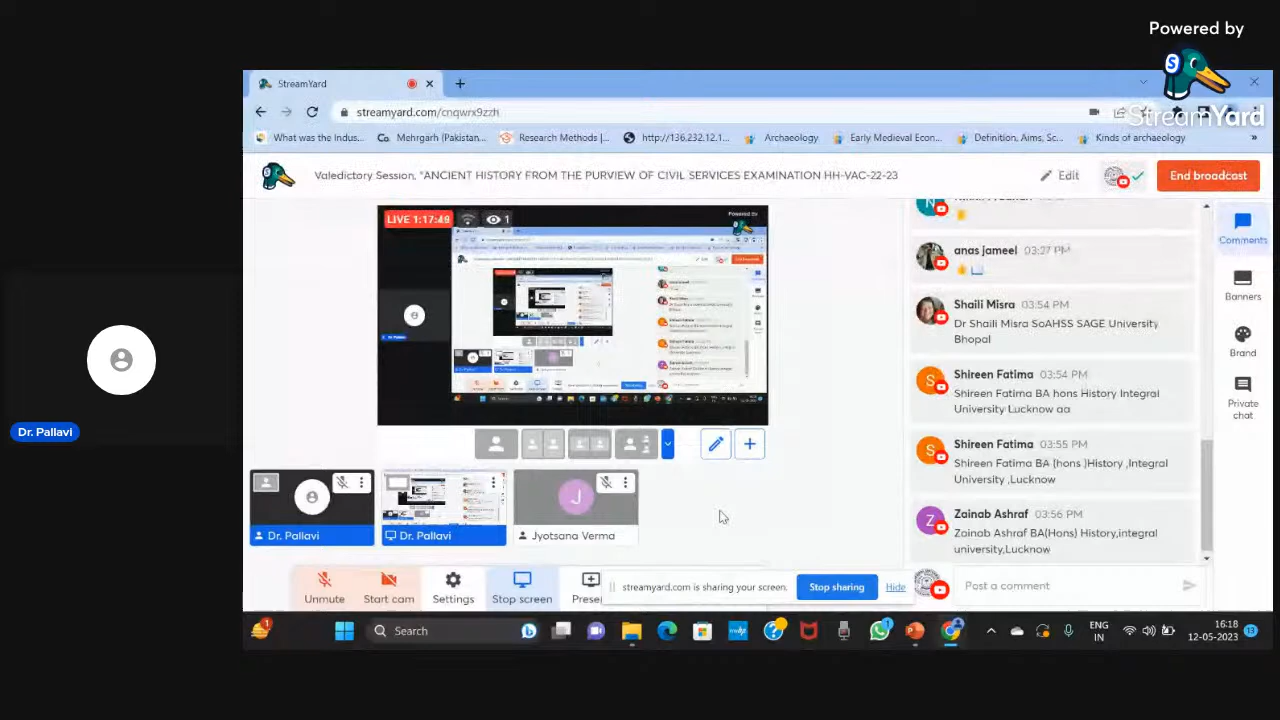 Powered by
StreamYard
StreamYard
streamyard.com/cnqwrx9zzh
What was the Indus...
Mehrgarh (Pakistan...
Research Methods |...
http://136.232.12.1...
Archaeology
Early Medieval Econ...
Definition, Aims, Sc...
Kinds of archaeology
»
Valedictory Session, "ANCIENT HISTORY FROM THE PURVIEW OF CIVIL SERVICES EXAMINATION HH-VAC-22-23
Edit
End broadcast
LIVE 1:17:49
1
Powered by
anas jameel 03:27 PM
Shaili Misra 03:54 PM
Dr Shaili Misra SoAHSS SAGE University
Bhopal
Shireen Fatima 03:54 PM
Shireen Fatima BA hons History Integral
University Lucknow aa
Shireen Fatima 03:55 PM
Shireen Fatima BA (hons )History ,Integral
University ,Lucknow
Zainab Ashraf 03:56 PM
Zainab Ashraf BA(Hons) History,integral
university,Lucknow
Post a comment
Comments
Banners
Brand
Private
chat
Dr. Pallavi
Dr. Pallavi
Dr. Pallavi
J
Jyotsana Verma
Unmute
Start cam
Settings
Stop screen
Prese
streamyard.com is sharing your screen.
Stop sharing
Hide
Search
ENG
IN
16:18
12-05-2023
13